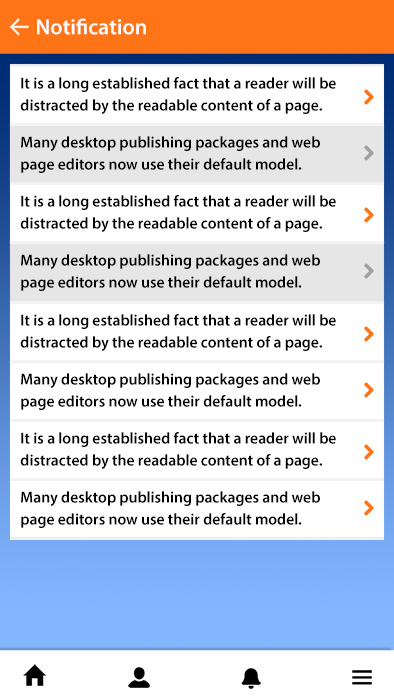 Notification
It is a long established fact that a reader will be
distracted by the readable content of a page.
Many desktop publishing packages and web
page editors now use their default model.
It is a long established fact that a reader will be
distracted by the readable content of a page.
Many desktop publishing packages and web
page editors now use their default model.
It is a long established fact that a reader will be
distracted by the readable content of a page.
Many desktop publishing packages and web
page editors now use their default model.
It is a long established fact that a reader will be
distracted by the readable content of a page.
Many desktop publishing packages and web
page editors now use their default model.